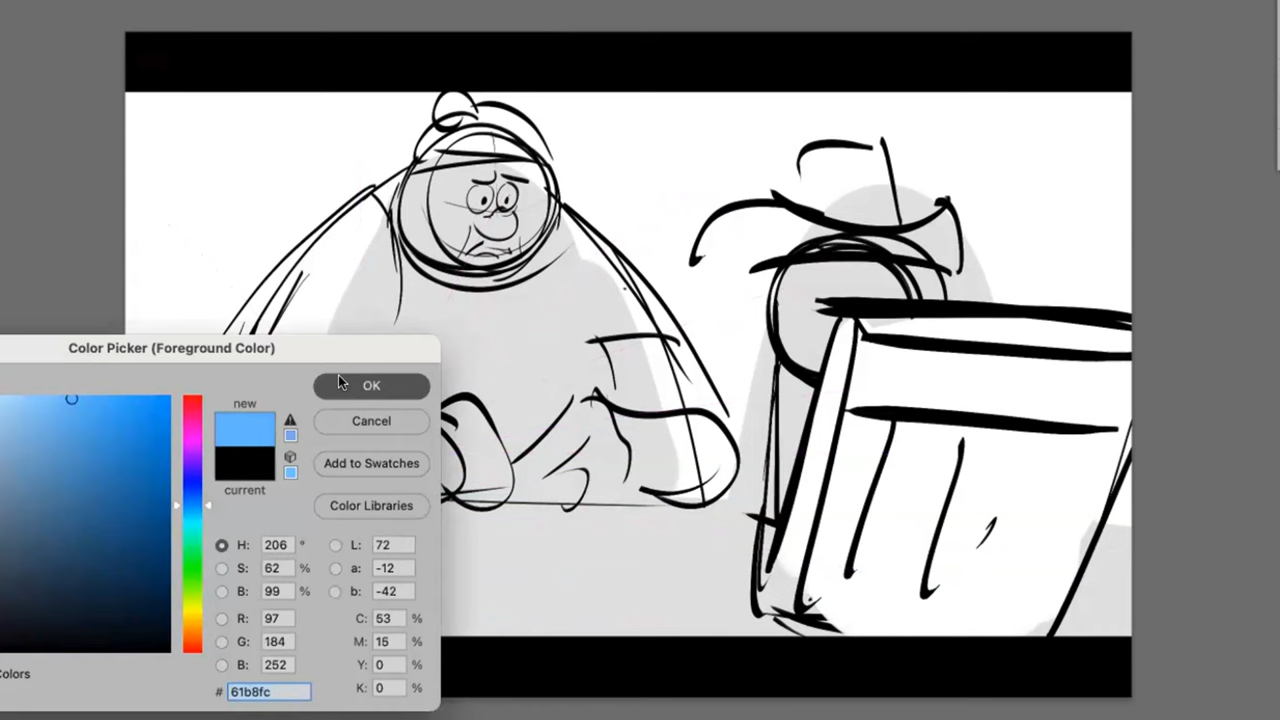 Color Picker (Foreground Color)
new
OK
Cancel
current
Add to Swatches
Color Libraries
H: 206 °
L: 72
S: 62 %
a: -12
B: 99 %
b: -42
R: 97
C: 53 %
G: 184
M: 15 %
B: 252
Y: 0 %
Colors
K: 0 %
# 61b8fc